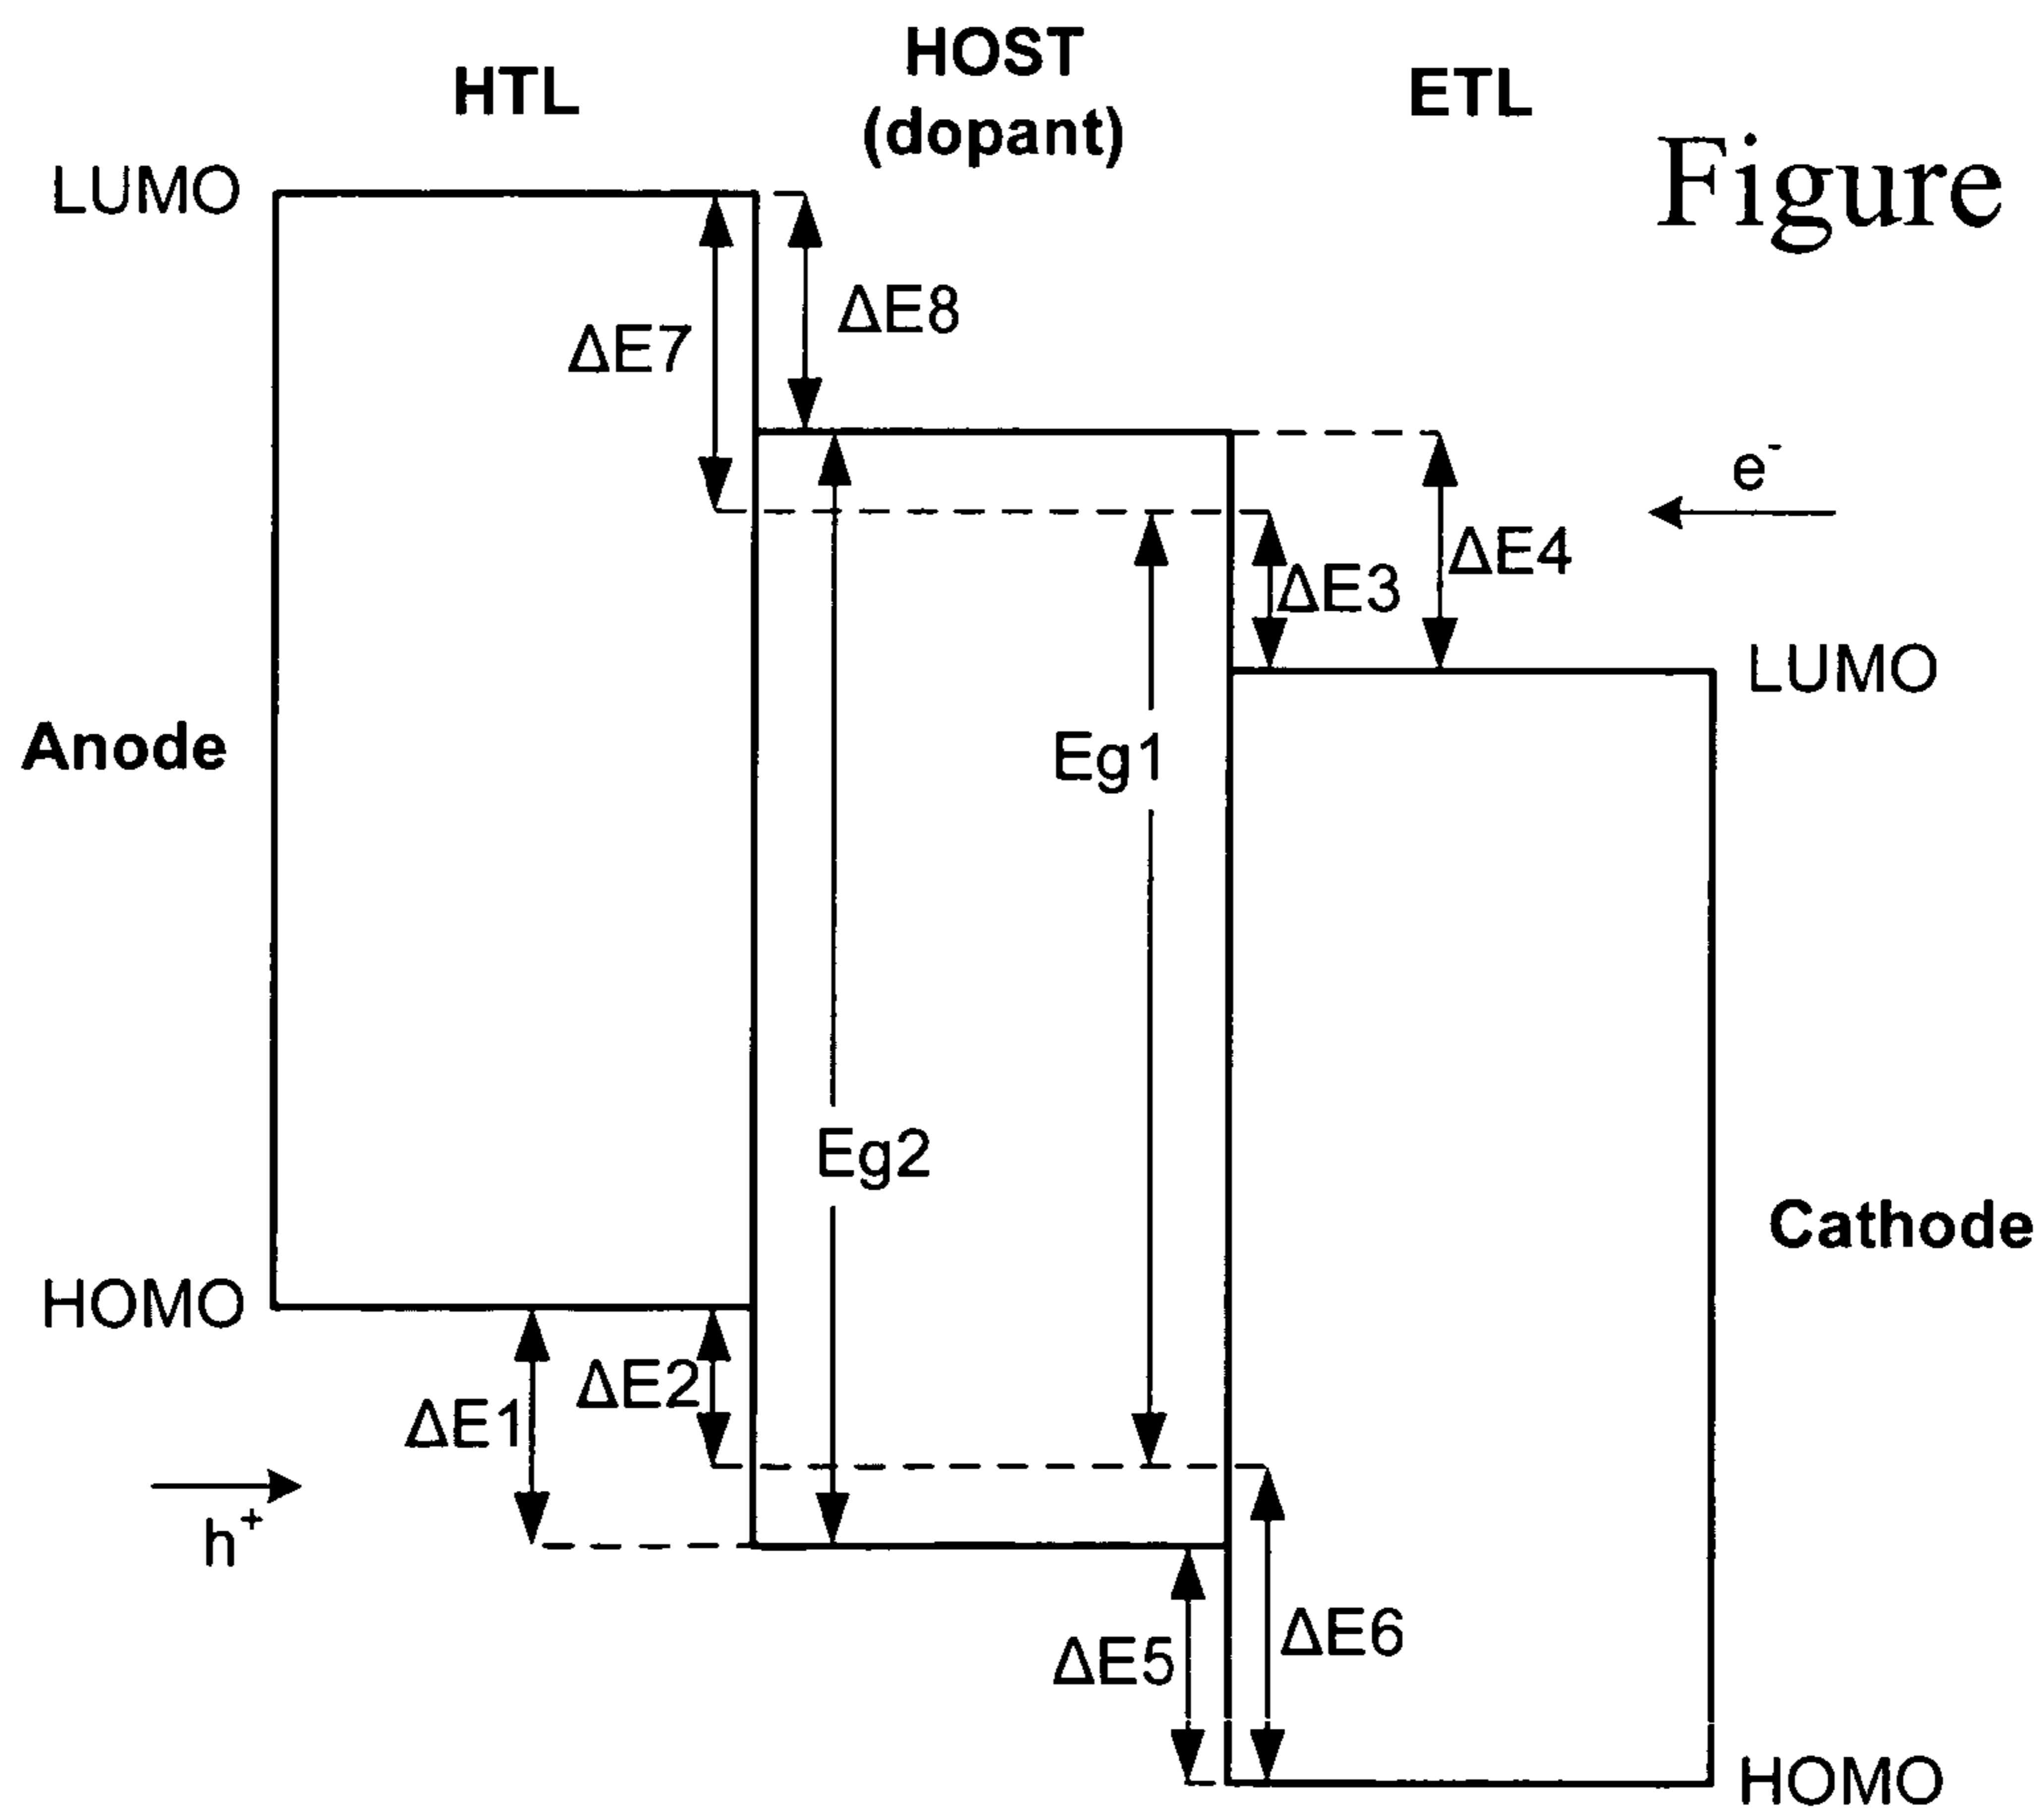 HTL
HOST
(dopant)
ETL
Figure
LUMO
ΔE7
ΔE8
e⁻
ΔE4
ΔE3
LUMO
Anode
Eg1
Eg2
Cathode
HOMO
ΔE1
ΔE2
h⁺
ΔE5
ΔE6
HOMO